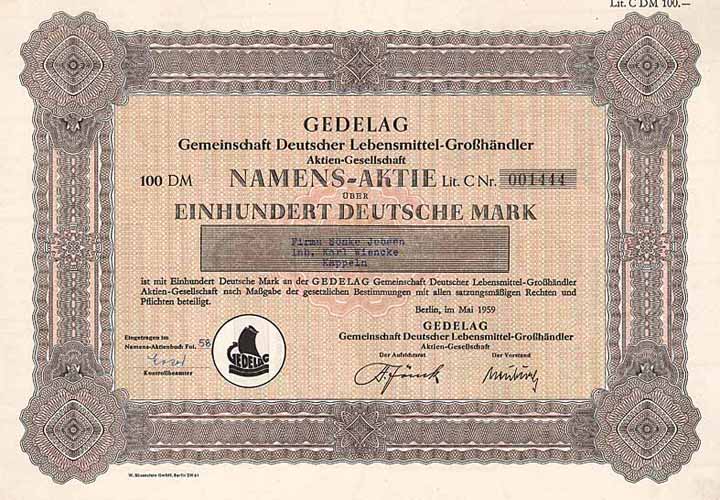 Lit. C DM 100.—
GEDELAG
Gemeinschaft Deutscher Lebensmittel-Großhändler
Aktien-Gesellschaft
100 DM NAMENS-AKTIE Lit. C Nr. 001444
ÜBER
EINHUNDERT DEUTSCHE MARK
Firma Sönke Jebsen
Inh. Karl Wiencke
Kappeln
ist mit Einhundert Deutsche Mark an der GEDELAG Gemeinschaft Deutscher Lebensmittel-Großhändler
Aktien-Gesellschaft nach Maßgabe der gesetzlichen Bestimmungen mit allen satzungsmäßigen Rechten und
Pflichten beteiligt.
Berlin, im Mai 1959
GEDELAG
Gemeinschaft Deutscher Lebensmittel-Großhändler
Aktien-Gesellschaft
Der Aufsichtsrat Der Vorstand
Eingetragen im
Namens-Aktienbuch Fol. 58
Kontrollbeamter
GEDELAG